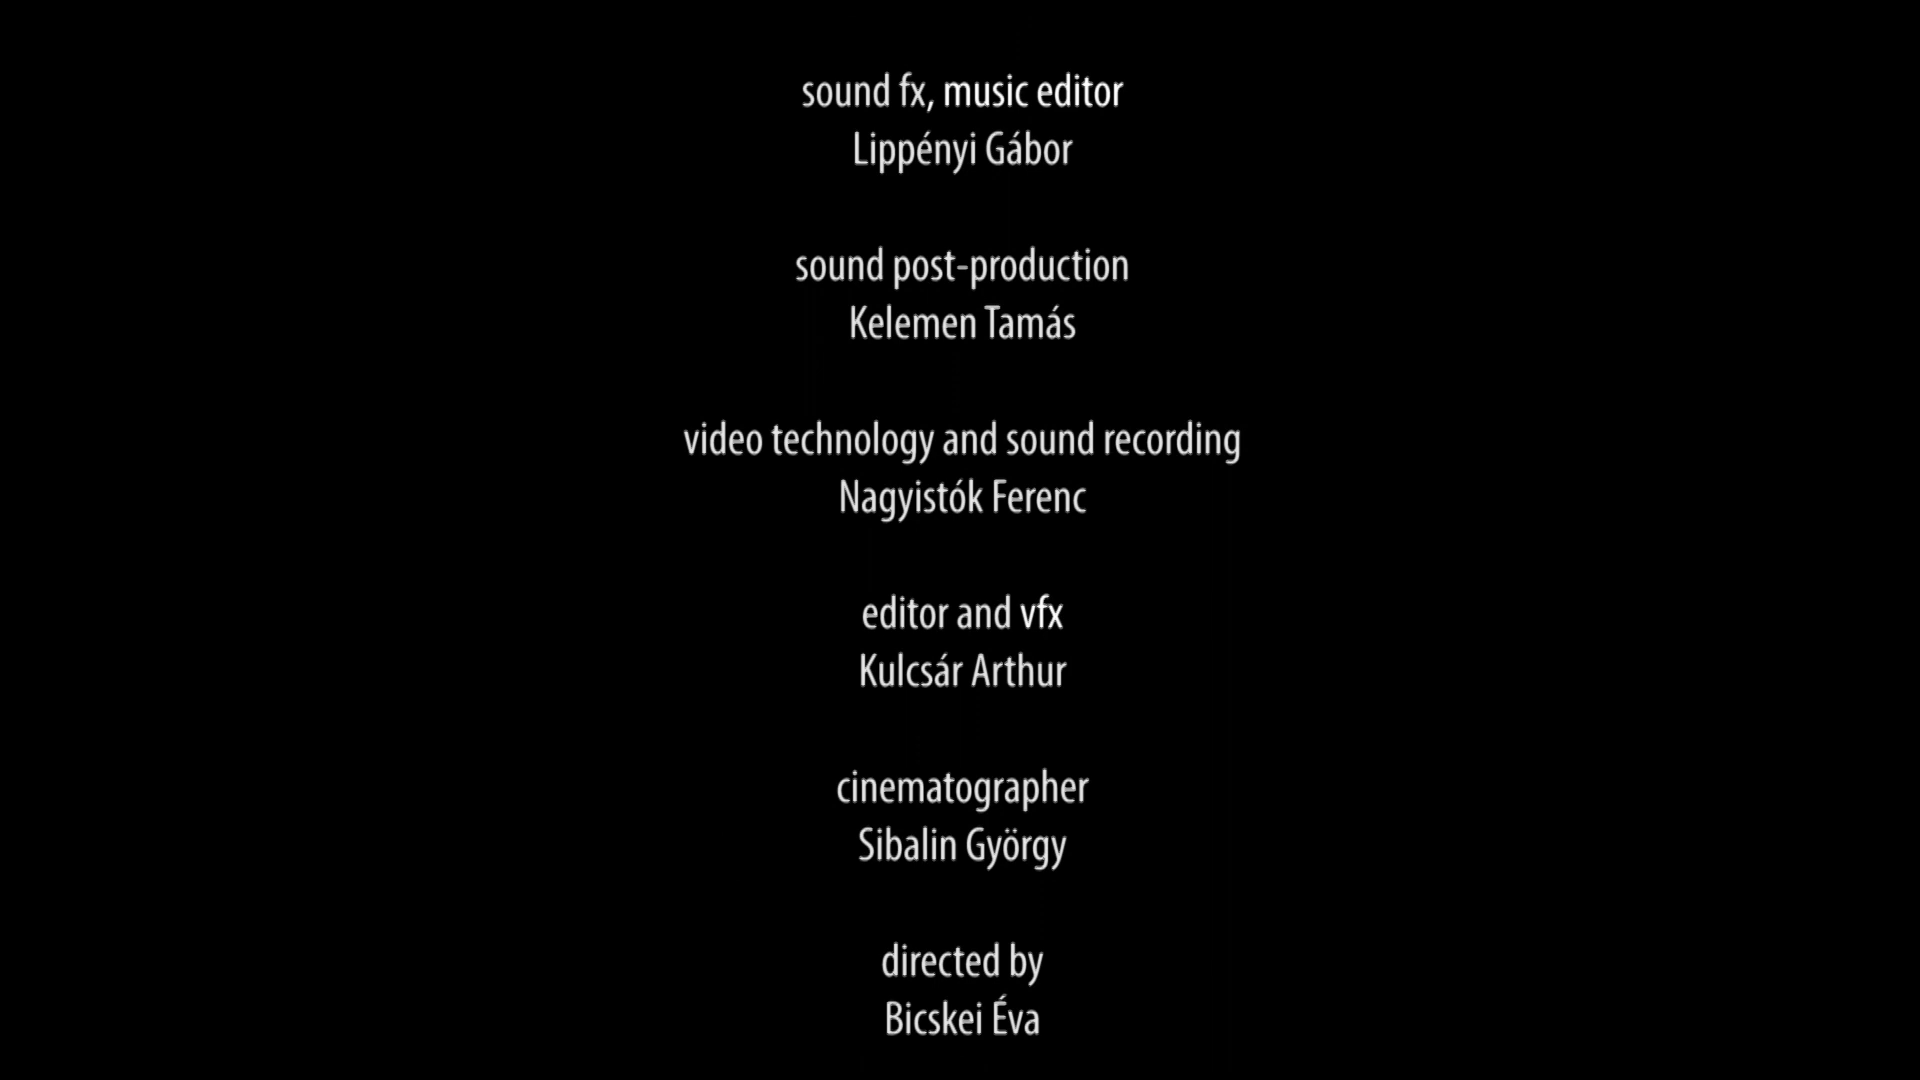 sound fx, music editor
Lippényi Gábor
sound post-production
Kelemen Tamás
video technology and sound recording
Nagyistók Ferenc
editor and vfx
Kulcsár Arthur
cinematographer
Sibalin György
directed by
Bicskei Éva